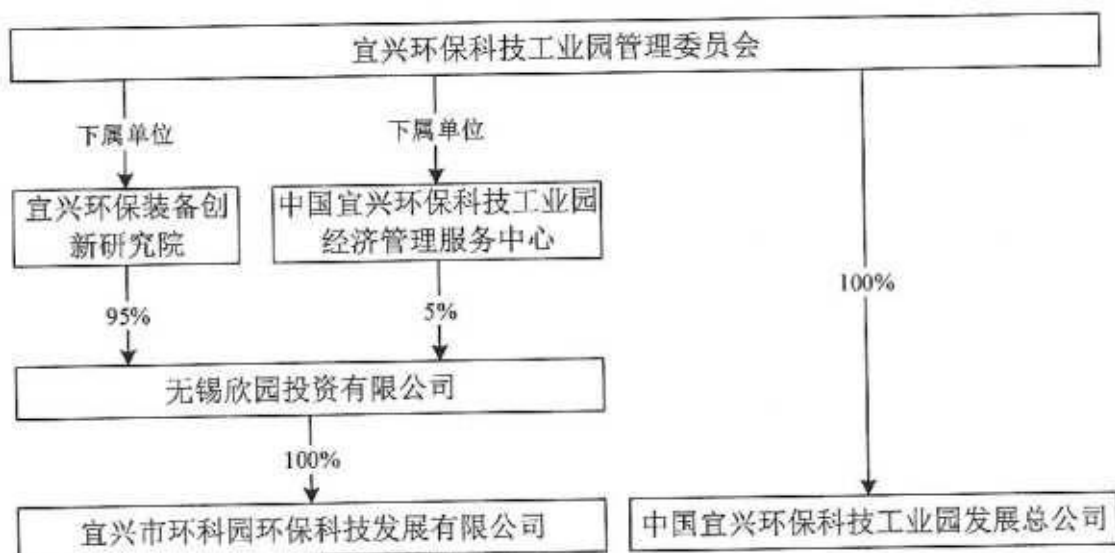 宜兴环保科技工业园管理委员会
下属单位
下属单位
宜兴环保装备创
新研究院
中国宜兴环保科技工业园
经济管理服务中心
100%
95%
5%
无锡欣园投资有限公司
100%
宜兴市环科园环保科技发展有限公司
中国宜兴环保科技工业园发展总公司